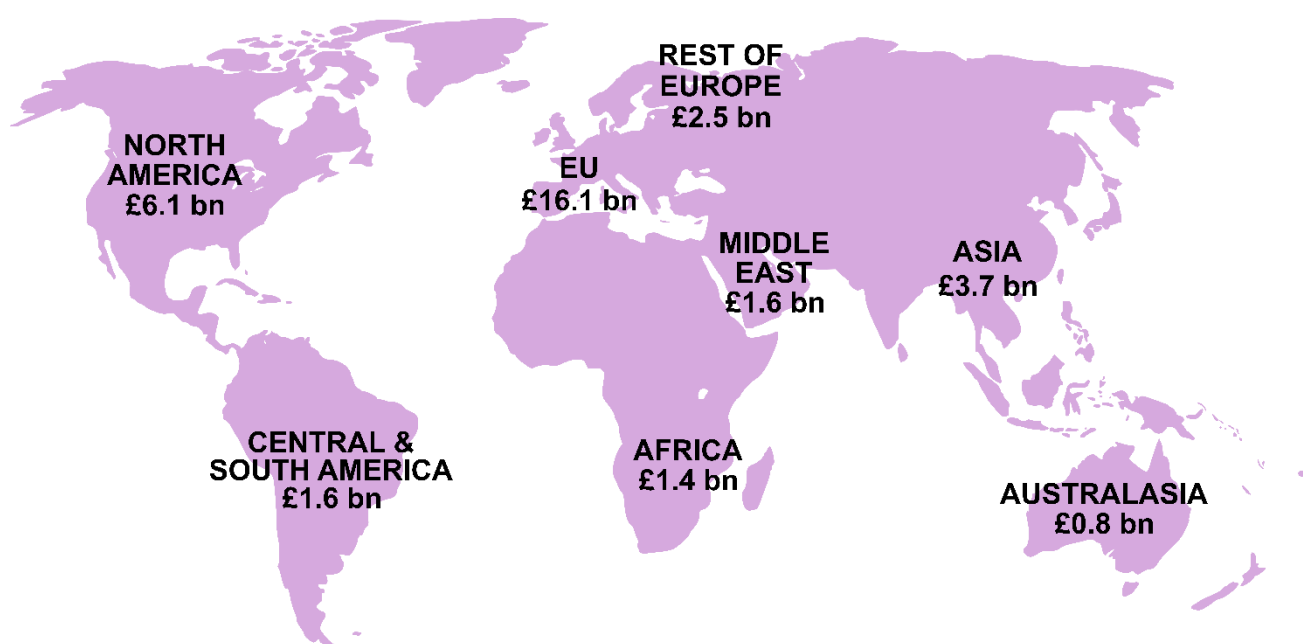 REST OF
EUROPE
£2.5 bn
NORTH
AMERICA
£6.1 bn
EU
£16.1 bn
MIDDLE
EAST
£1.6 bn
ASIA
£3.7 bn
CENTRAL &
SOUTH AMERICA
£1.6 bn
AFRICA
£1.4 bn
AUSTRALASIA
£0.8 bn